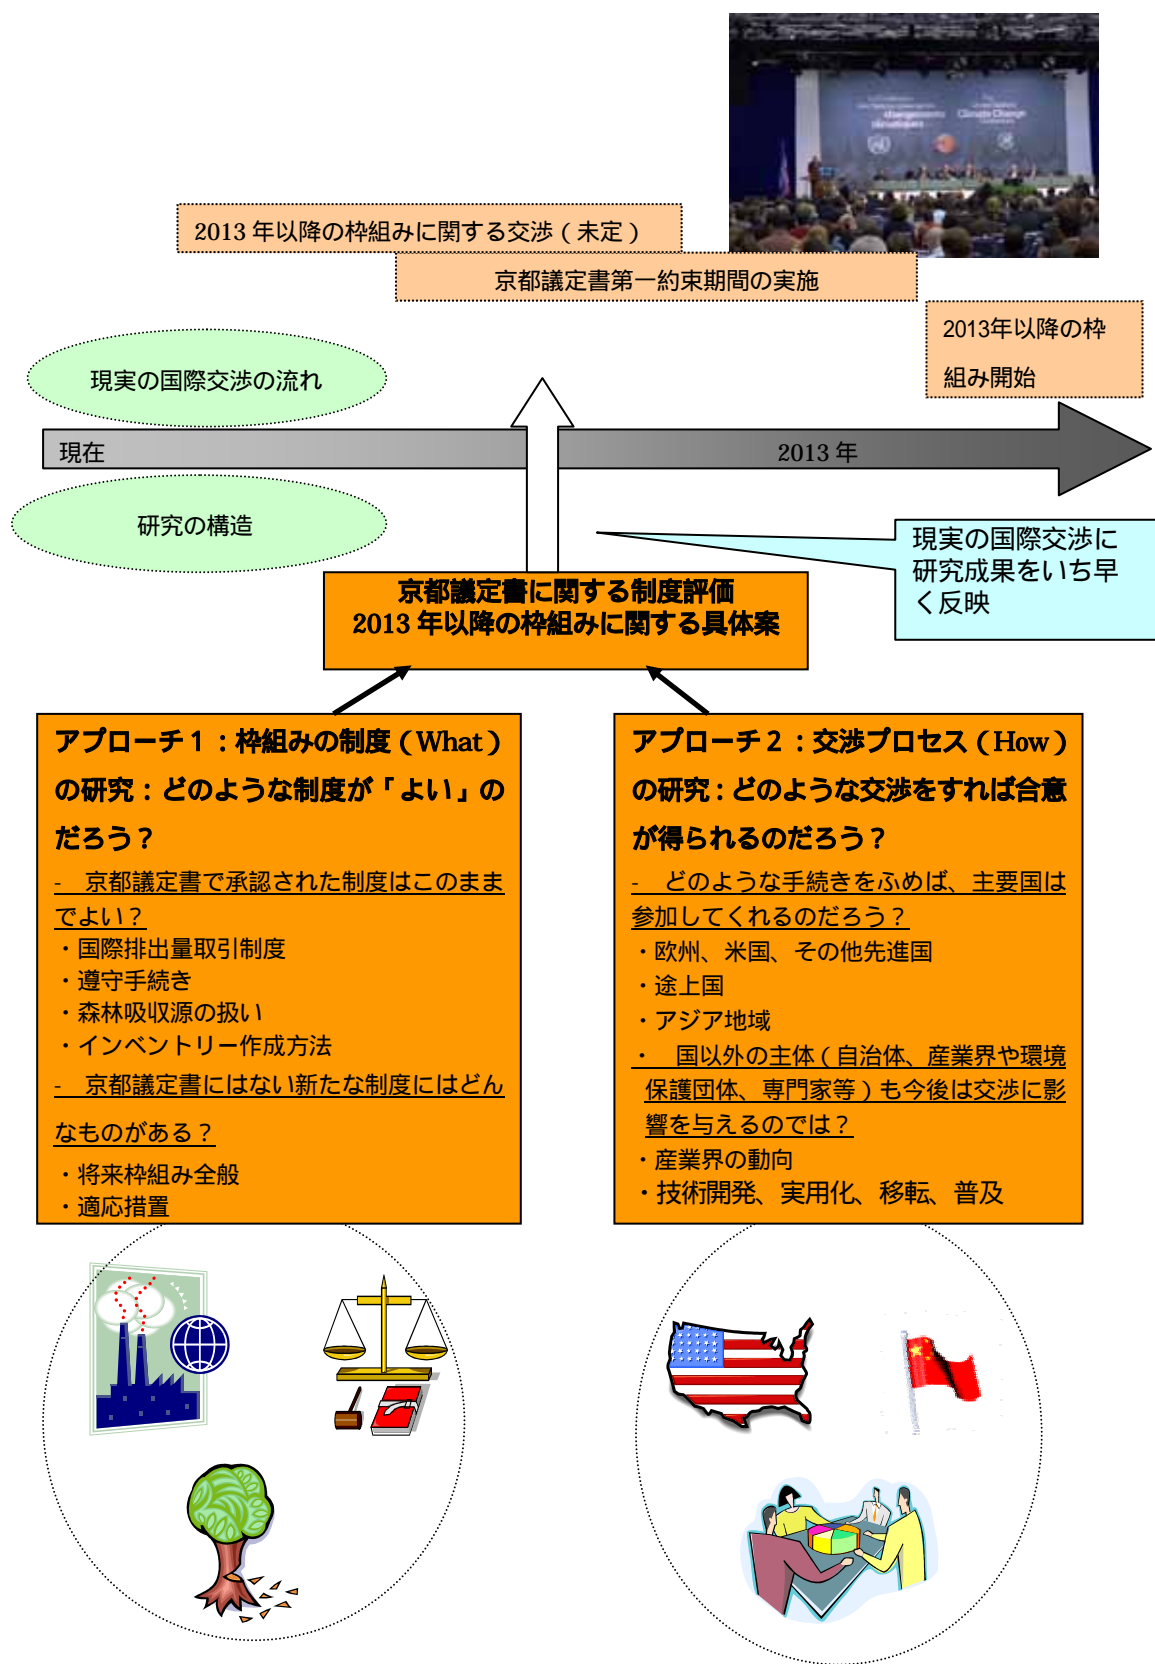 Climate Change
2013 年以降の枠組みに関する交渉（未定）
京都議定書第一約束期間の実施
2013年以降の枠
組み開始
現実の国際交渉の流れ
現在
2013 年
研究の構造
現実の国際交渉に
研究成果をいち早
く反映
京都議定書に関する制度評価
2013 年以降の枠組みに関する具体案
アプローチ１：枠組みの制度（What）
の研究：どのような制度が「よい」の
だろう？
-　京都議定書で承認された制度はこのまま
でよい？
・国際排出量取引制度
・遵守手続き
・森林吸収源の扱い
・インベントリー作成方法
-　京都議定書にはない新たな制度にはどん
なものがある？
・将来枠組み全般
・適応措置
アプローチ２：交渉プロセス（How）
の研究：どのような交渉をすれば合意
が得られるのだろう？
-　どのような手続きをふめば、主要国は
参加してくれるのだろう？
・欧州、米国、その他先進国
・途上国
・アジア地域
・　国以外の主体（自治体、産業界や環境
保護団体、専門家等）も今後は交渉に影
響を与えるのでは？
・産業界の動向
・技術開発、実用化、移転、普及